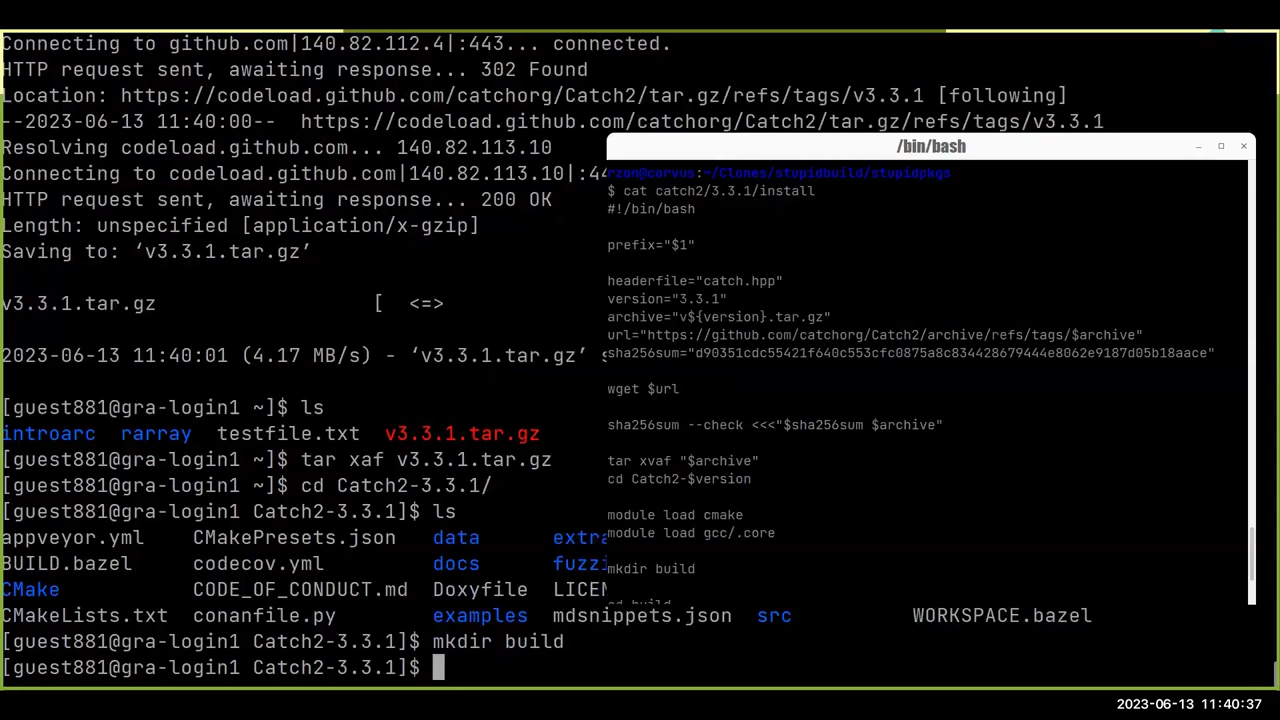 Connecting to github.com|140.82.112.4|:443... connected.
HTTP request sent, awaiting response... 302 Found
Location: https://codeload.github.com/catchorg/Catch2/tar.gz/refs/tags/v3.3.1 [following]
--2023-06-13 11:40:00-- https://codeload.github.com/catchorg/Catch2/tar.gz/refs/tags/v3.3.1
Resolving codeload.github.com... 140.82.113.10
Connecting to codeload.github.com|140.82.113.10|:44
HTTP request sent, awaiting response... 200 OK
Length: unspecified [application/x-gzip]
Saving to: ‘v3.3.1.tar.gz’
v3.3.1.tar.gz [ <=>
2023-06-13 11:40:01 (4.17 MB/s) - ‘v3.3.1.tar.gz’ s
[guest881@gra-login1 ~]$ ls
introarc rarray testfile.txt v3.3.1.tar.gz
[guest881@gra-login1 ~]$ tar xaf v3.3.1.tar.gz
[guest881@gra-login1 ~]$ cd Catch2-3.3.1/
[guest881@gra-login1 Catch2-3.3.1]$ ls
appveyor.yml CMakePresets.json data extra
BUILD.bazel codecov.yml docs fuzzi
CMake CODE_OF_CONDUCT.md Doxyfile LICEN
CMakeLists.txt conanfile.py examples mdsnippets.json src WORKSPACE.bazel
[guest881@gra-login1 Catch2-3.3.1]$ mkdir build
[guest881@gra-login1 Catch2-3.3.1]$
/bin/bash
rzon@corvus:~/Clones/stupidbuild/stupidpkgs
$ cat catch2/3.3.1/install
#!/bin/bash
prefix="$1"
headerfile="catch.hpp"
version="3.3.1"
archive="v${version}.tar.gz"
url="https://github.com/catchorg/Catch2/archive/refs/tags/$archive"
sha256sum="d90351cdc55421f640c553cfc0875a8c834428679444e8062e9187d05b18aace"
wget $url
sha256sum --check <<<"$sha256sum $archive"
tar xvaf "$archive"
cd Catch2-$version
module load cmake
module load gcc/.core
mkdir build
cd build
2023-06-13 11:40:37